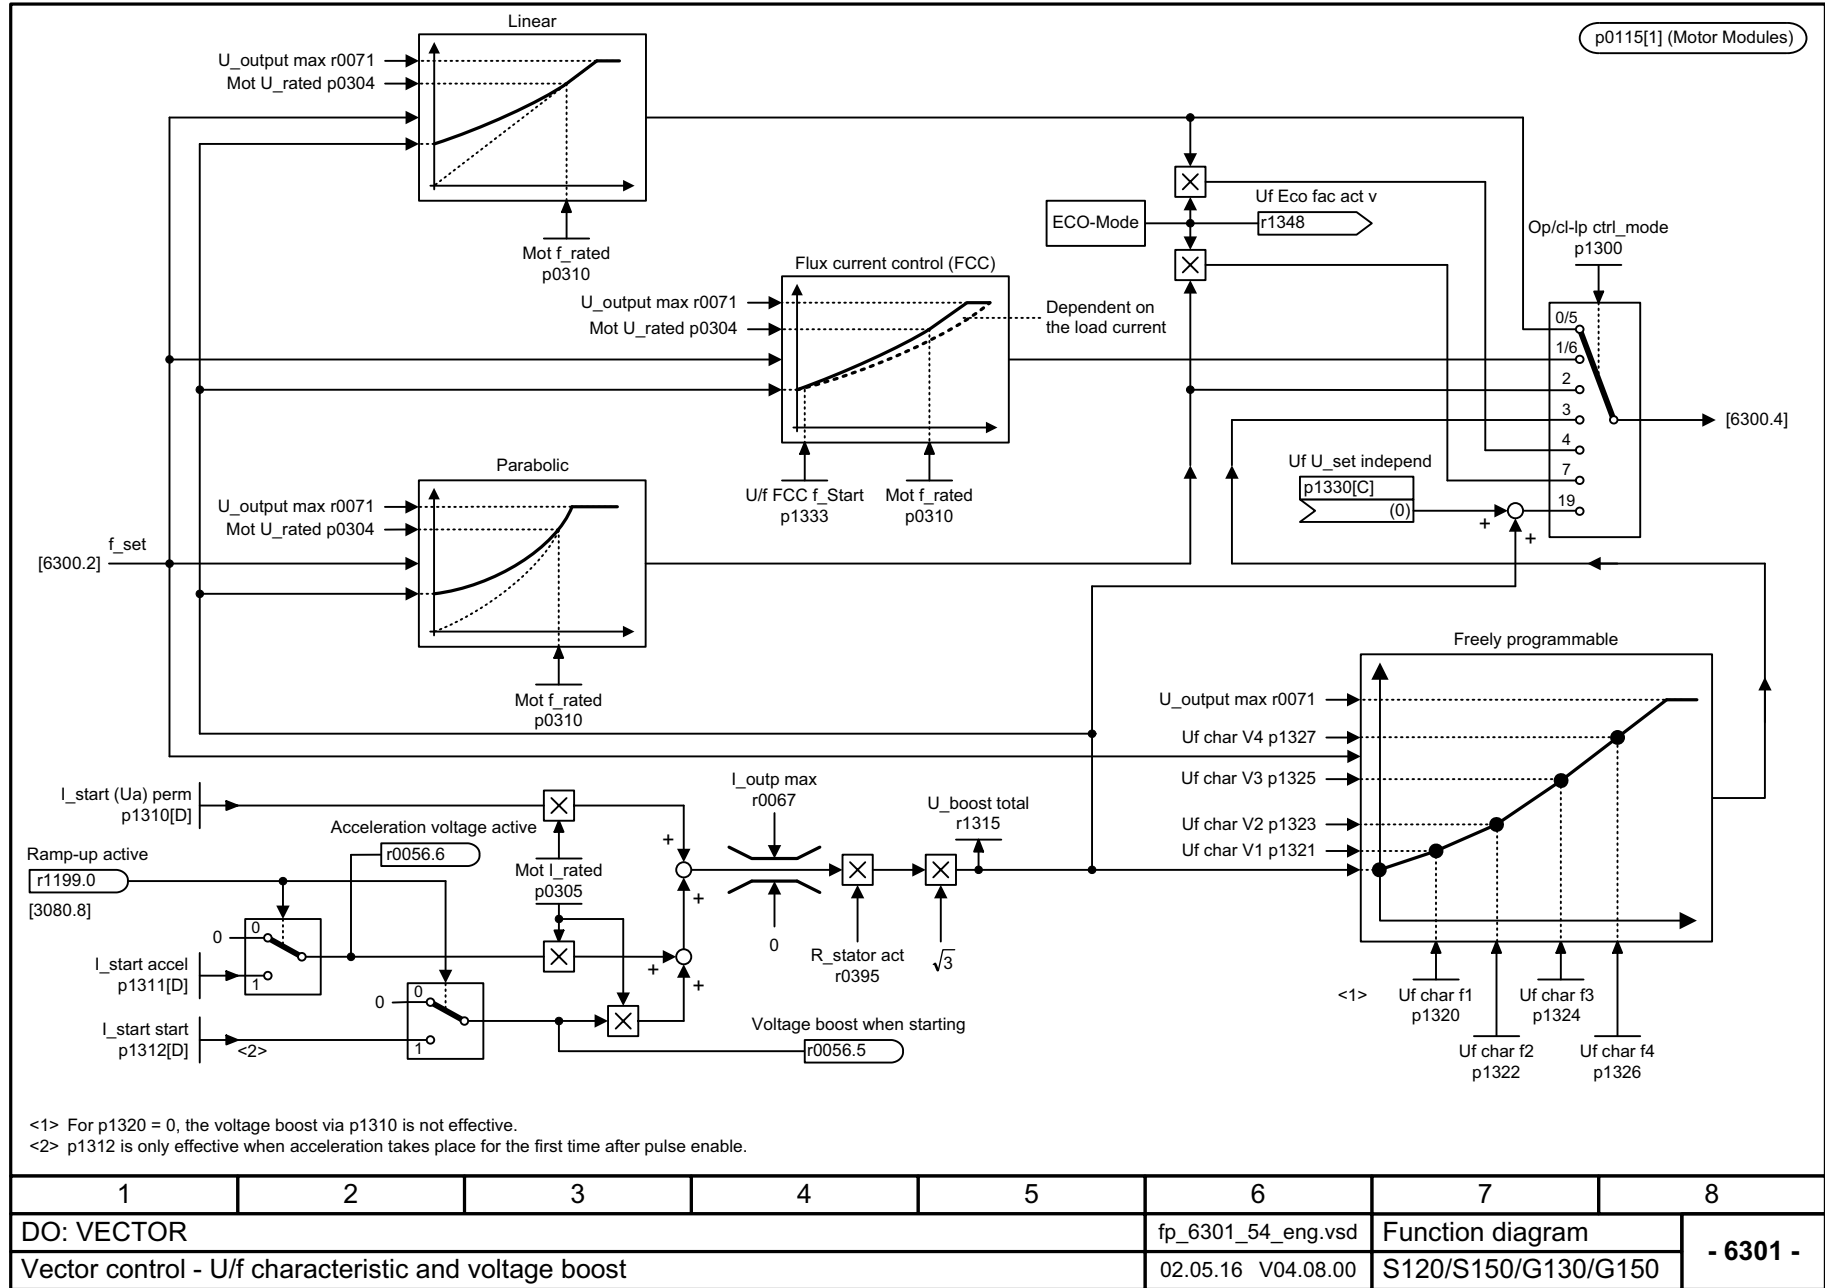 Linear
p0115[1] (Motor Modules)
U_output max r0071
Mot U_rated p0304
Mot f_rated
p0310
ECO-Mode
Uf Eco fac act v
r1348
Op/cl-lp ctrl_mode
p1300
Flux current control (FCC)
U_output max r0071
Mot U_rated p0304
Dependent on
the load current
U/f FCC f_Start
p1333
Mot f_rated
p0310
0/5
1/6
2
3
4
7
19
[6300.4]
Uf U_set independ
p1330[C]
(0)
+
+
Parabolic
U_output max r0071
Mot U_rated p0304
f_set
[6300.2]
Mot f_rated
p0310
Freely programmable
U_output max r0071
Uf char V4 p1327
Uf char V3 p1325
Uf char V2 p1323
Uf char V1 p1321
<1>
Uf char f1
p1320
Uf char f3
p1324
Uf char f2
p1322
Uf char f4
p1326
I_start (Ua) perm
p1310[D]
Acceleration voltage active
r0056.6
Ramp-up active
r1199.0
[3080.8]
Mot I_rated
p0305
I_outp max
r0067
0
U_boost total
r1315
R_stator act
r0395
√3
+
+
+
+
0
0
1
I_start accel
p1311[D]
0
0
1
I_start start
p1312[D]
<2>
Voltage boost when starting
r0056.5
<1> For p1320 = 0, the voltage boost via p1310 is not effective.
<2> p1312 is only effective when acceleration takes place for the first time after pulse enable.
1 2 3 4 5 6 7 8
DO: VECTOR
fp_6301_54_eng.vsd
Function diagram
- 6301 -
Vector control - U/f characteristic and voltage boost
02.05.16 V04.08.00
S120/S150/G130/G150